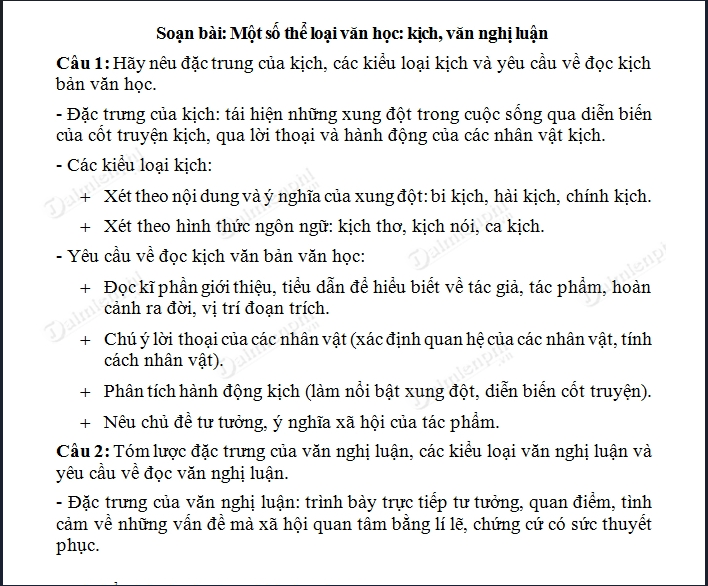 Soạn bài: Một số thể loại văn học: kịch, văn nghị luận
Câu 1: Hãy nêu đặc trưng của kịch, các kiểu loại kịch và yêu cầu về đọc kịch
bản văn học.
- Đặc trưng của kịch: tái hiện những xung đột trong cuộc sống qua diễn biến
của cốt truyện kịch, qua lời thoại và hành động của các nhân vật kịch.
- Các kiểu loại kịch:
+ Xét theo nội dung và ý nghĩa của xung đột: bi kịch, hài kịch, chính kịch.
+ Xét theo hình thức ngôn ngữ: kịch thơ, kịch nói, ca kịch.
- Yêu cầu về đọc kịch văn bản văn học:
+ Đọc kĩ phần giới thiệu, tiểu dẫn để hiểu biết về tác giả, tác phẩm, hoàn
cảnh ra đời, vị trí đoạn trích.
+ Chú ý lời thoại của các nhân vật (xác định quan hệ của các nhân vật, tính
cách nhân vật).
+ Phân tích hành động kịch (làm nổi bật xung đột, diễn biến cốt truyện).
+ Nêu chủ đề tư tưởng, ý nghĩa xã hội của tác phẩm.
Câu 2: Tóm lược đặc trưng của văn nghị luận, các kiểu loại văn nghị luận và
yêu cầu về đọc văn nghị luận.
- Đặc trưng của văn nghị luận: trình bày trực tiếp tư tưởng, quan điểm, tình
cảm về những vấn đề mà xã hội quan tâm bằng lí lẽ, chứng cứ có sức thuyết
phục.